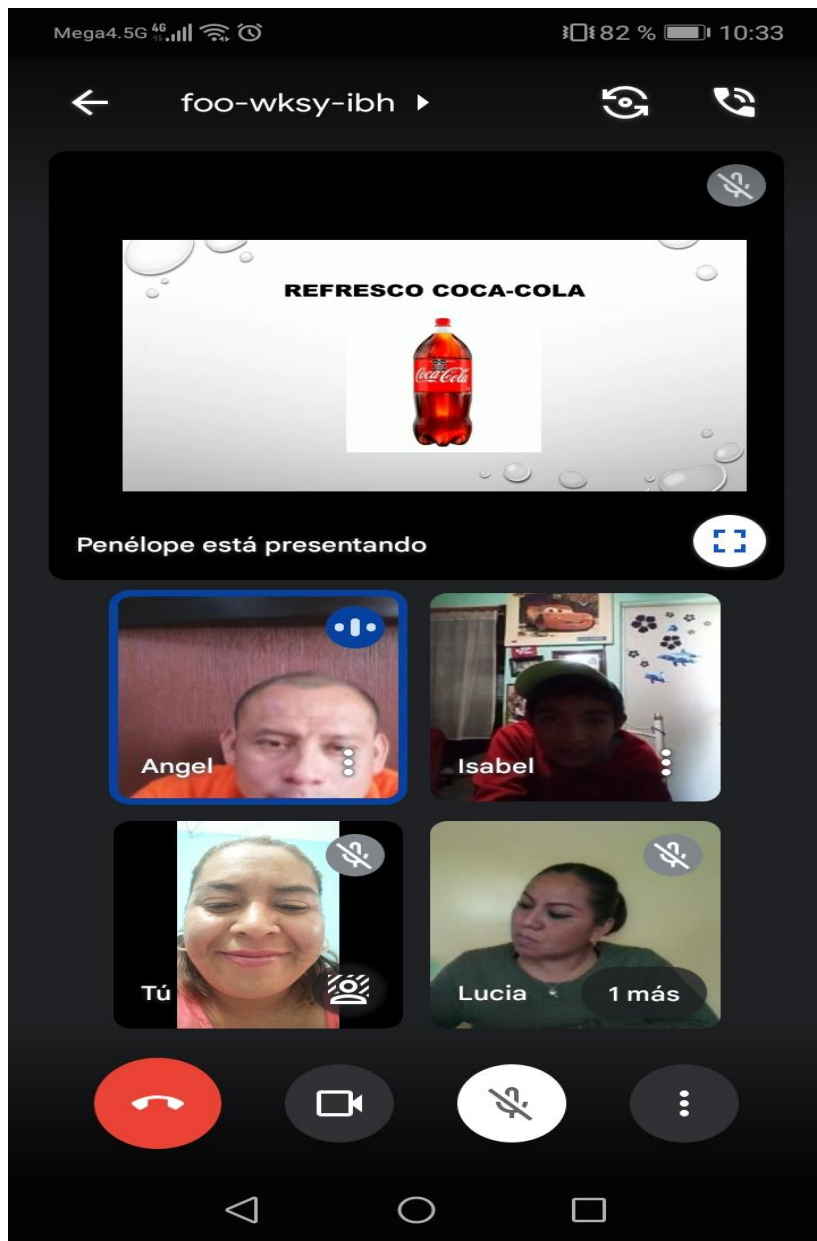 Mega4.5G 4G 82 % 10:33
foo-wksy-ibh
REFRESCO COCA-COLA
Coca-Cola
Penélope está presentando
Angel
Isabel
Tú
Lucia
1 más